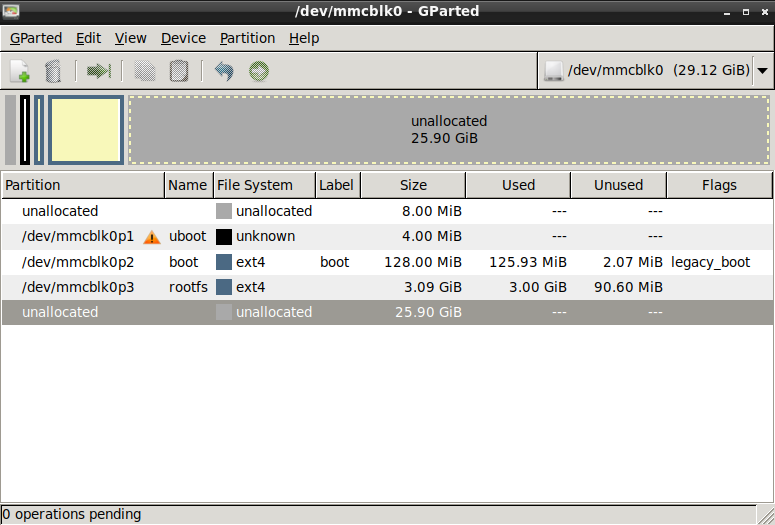 /dev/mmcblk0 - GParted
GParted Edit View Device Partition Help
/dev/mmcblk0 (29.12 GiB)
unallocated
25.90 GiB
Partition Name File System Label Size Used Unused Flags
unallocated unallocated 8.00 MiB --- ---
/dev/mmcblk0p1 uboot unknown 4.00 MiB --- ---
/dev/mmcblk0p2 boot ext4 boot 128.00 MiB 125.93 MiB 2.07 MiB legacy_boot
/dev/mmcblk0p3 rootfs ext4 3.09 GiB 3.00 GiB 90.60 MiB
unallocated unallocated 25.90 GiB --- ---
0 operations pending